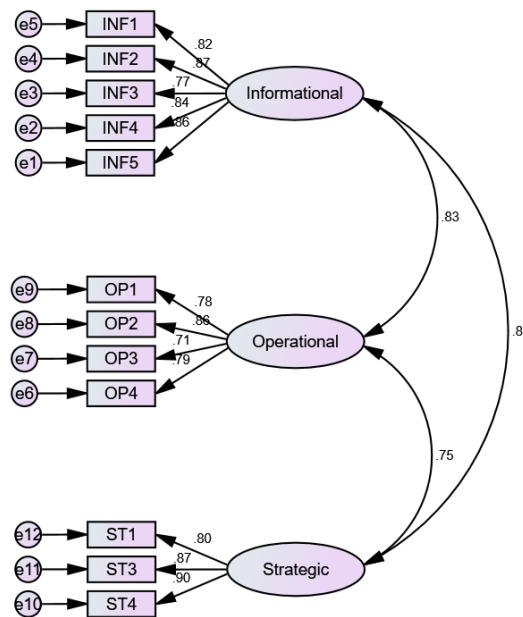 e5 INF1 .82
e4 INF2 .87
e3 INF3 .77 Informational
e2 INF4 .84
e1 INF5 .86
.83
e9 OP1 .78
e8 OP2 .86
e7 OP3 .71 Operational
e6 OP4 .79
.8
.75
e12 ST1 .80
e11 ST3 .87 Strategic
e10 ST4 .90